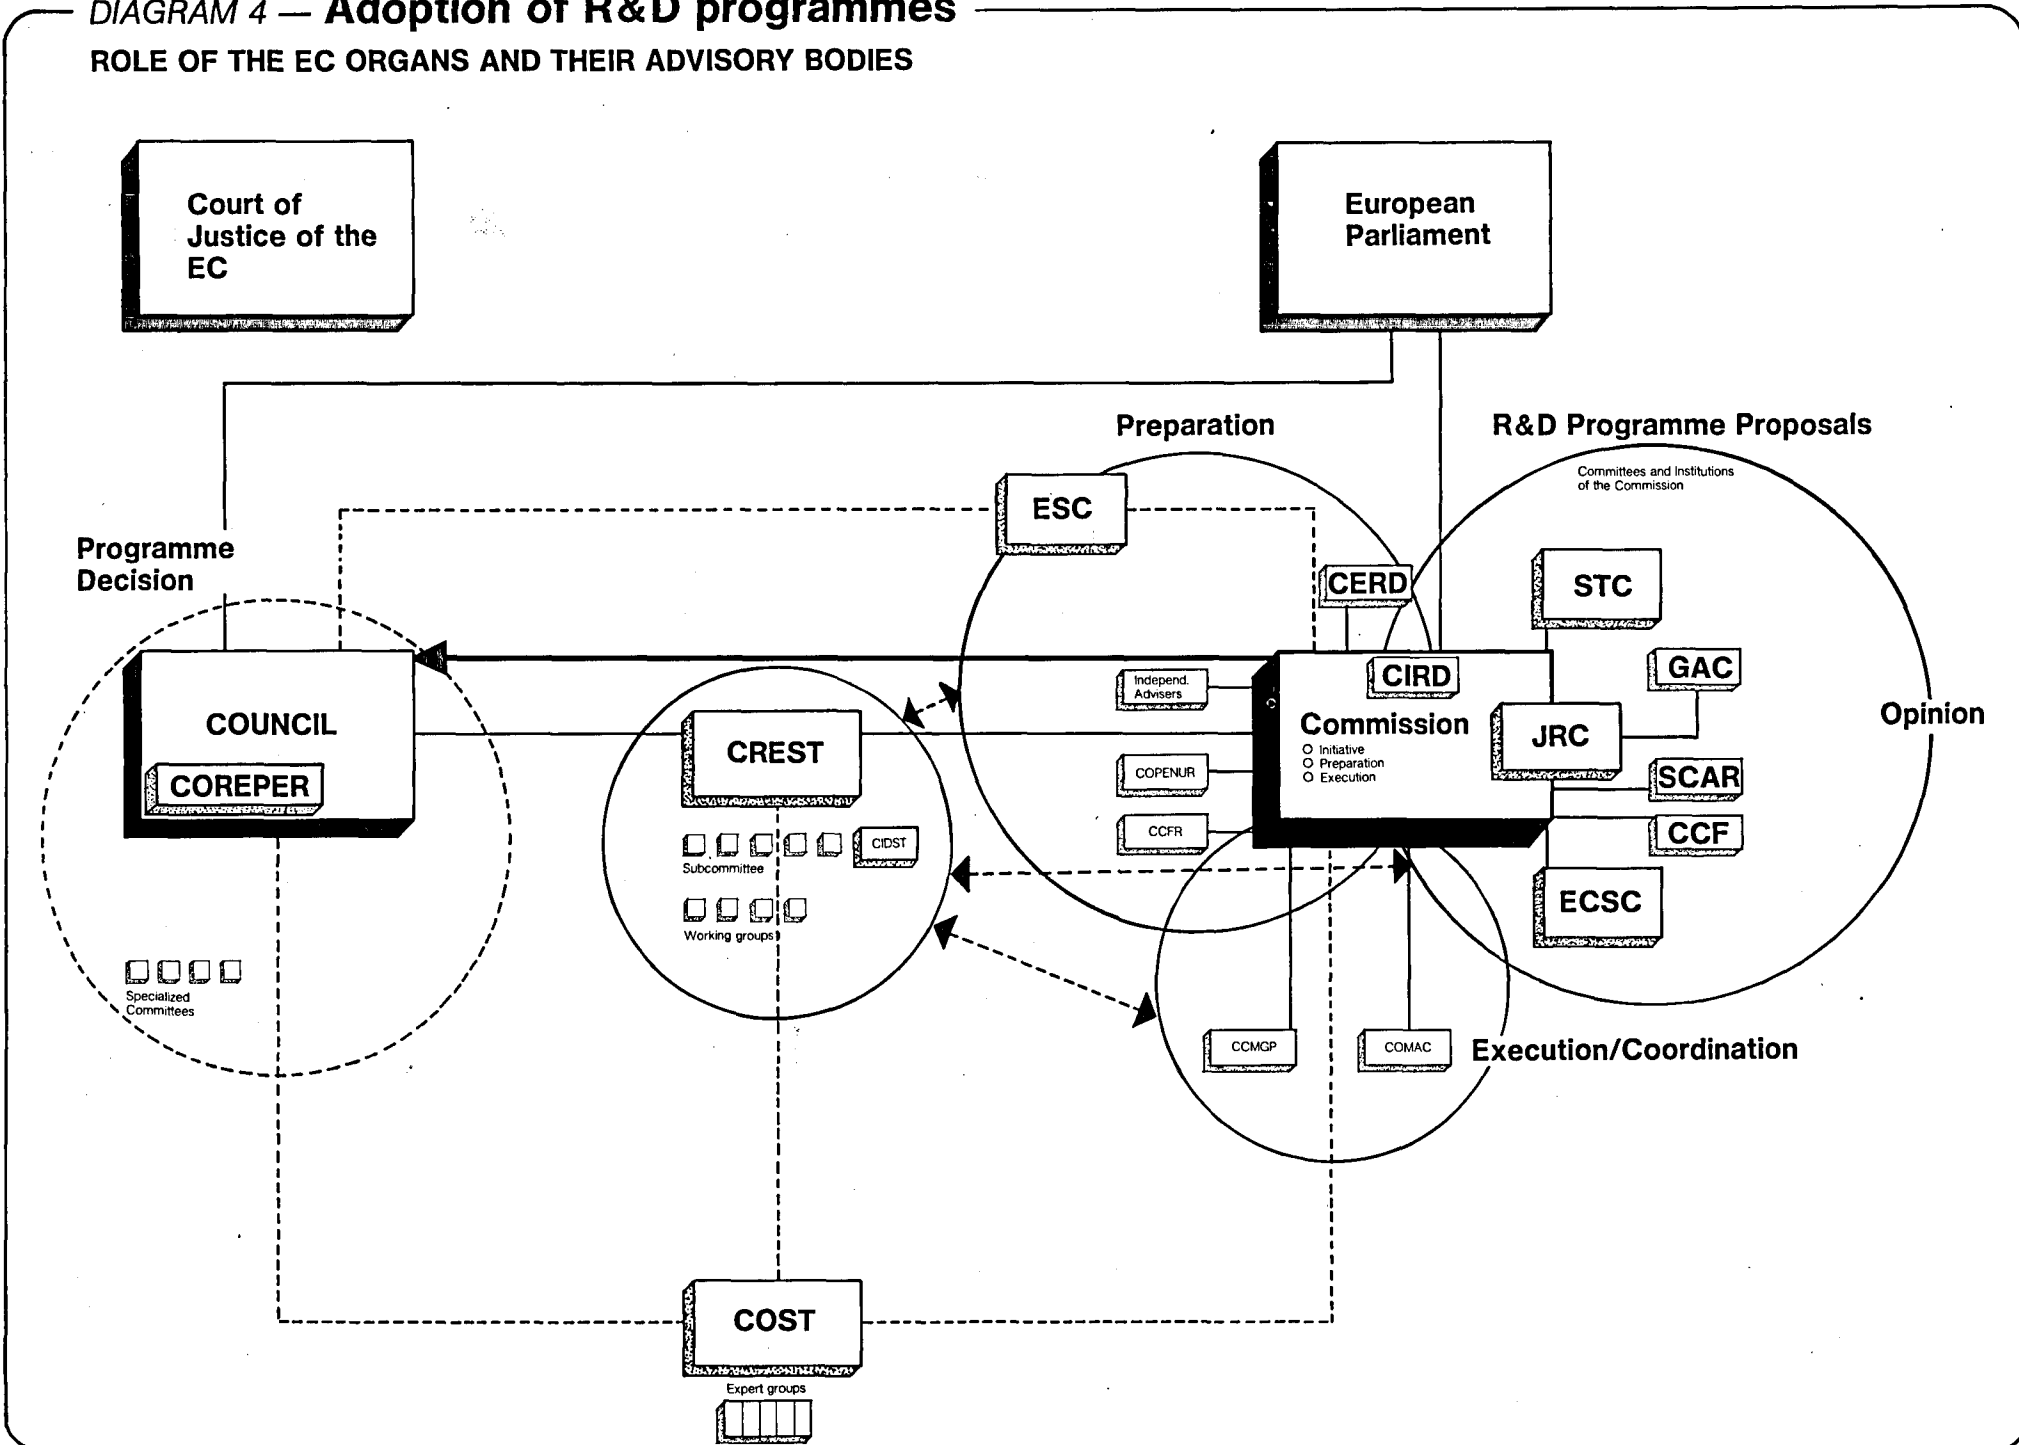 DIAGRAM 4 — Adoption of R&D programmes
ROLE OF THE EC ORGANS AND THEIR ADVISORY BODIES
Court of
Justice of the
EC
European
Parliament
Preparation
R&D Programme Proposals
Committees and Institutions
of the Commission
ESC
Programme
Decision
CERD
STC
CIRD
GAC
Independ.
Advisers
COUNCIL
COREPER
CREST
Commission
O Initiative
O Preparation
O Execution
JRC
Opinion
COPENUR
SCAR
CCFR
CCF
CIDST
Subcommittee
ECSC
Working groups
Specialized
Committees
CCMGP
COMAC
Execution/Coordination
COST
Expert groups